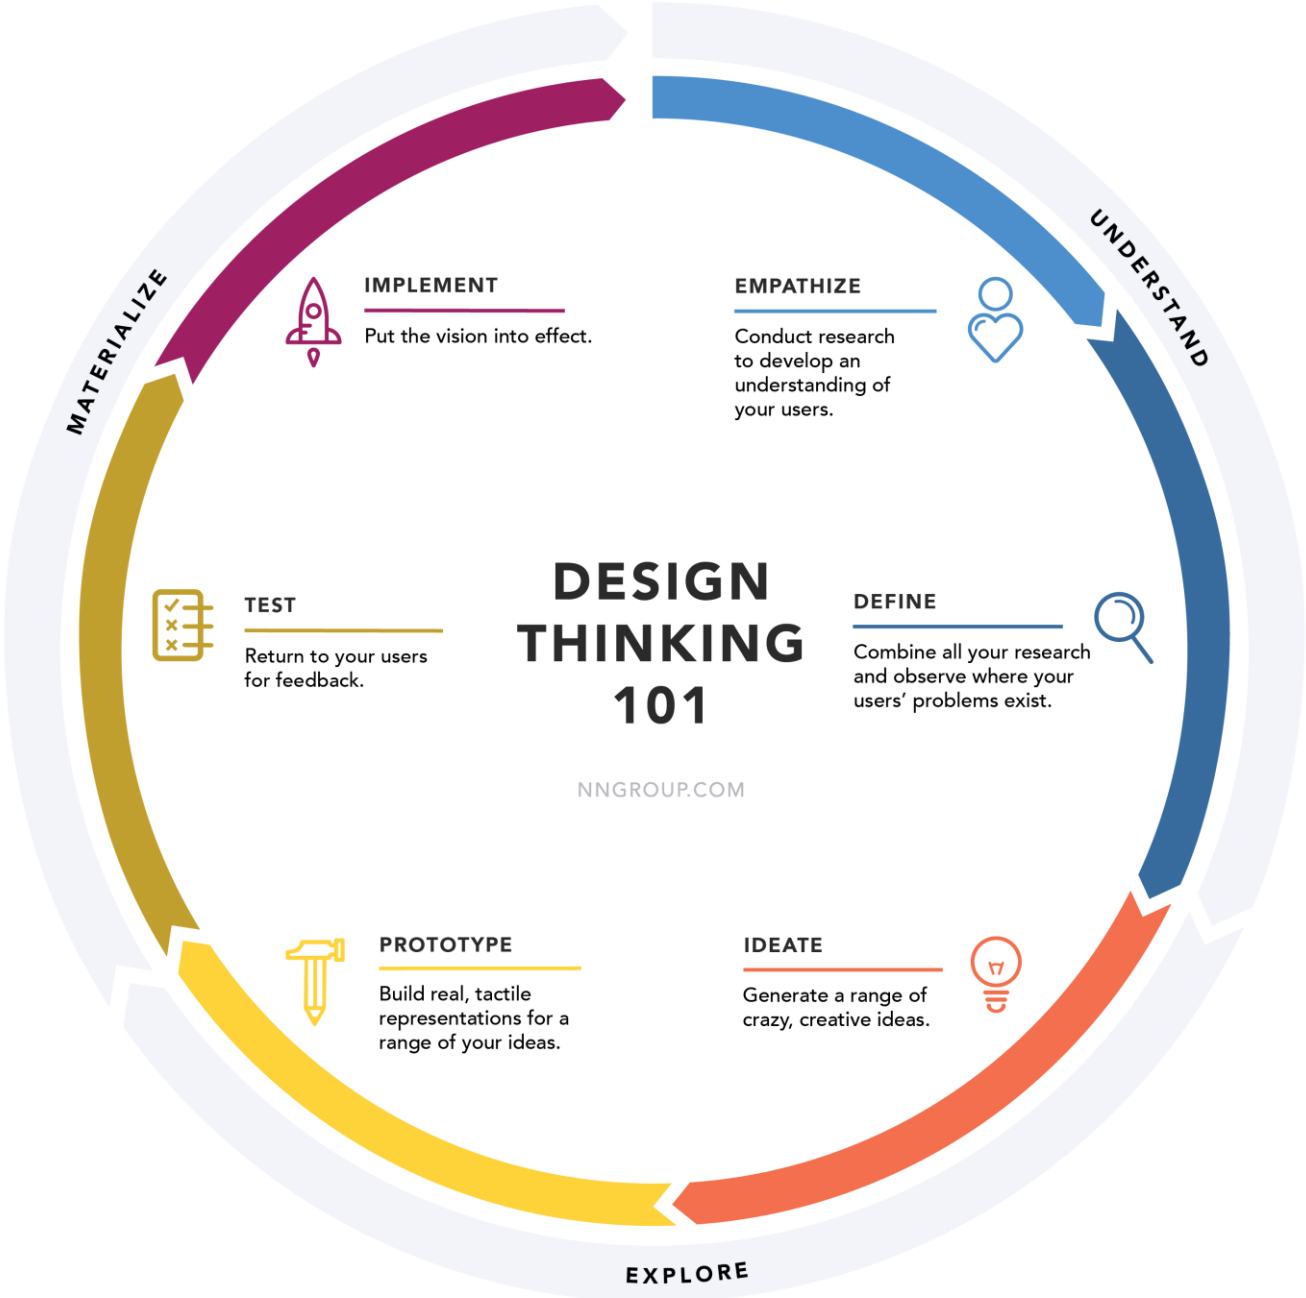 DESIGN
THINKING
101
NNGROUP.COM
UNDERSTAND
EMPATHIZE
Conduct research
to develop an
understanding of
your users.
DEFINE
Combine all your research
and observe where your
users’ problems exist.
EXPLORE
IDEATE
Generate a range of
crazy, creative ideas.
PROTOTYPE
Build real, tactile
representations for a
range of your ideas.
MATERIALIZE
TEST
Return to your users
for feedback.
IMPLEMENT
Put the vision into effect.